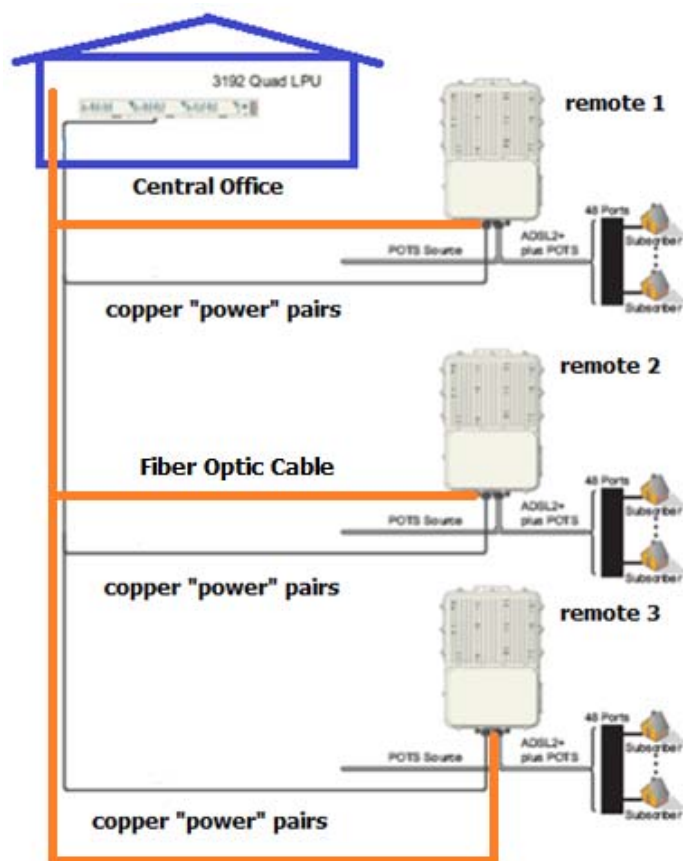 3192 Quad LPU
Central Office
remote 1
48 Ports
Subscriber
ADSL2+
plus POTS
POTS Source
Subscriber
copper "power" pairs
remote 2
Fiber Optic Cable
48 Ports
Subscriber
ADSL2+
plus POTS
POTS Source
Subscriber
copper "power" pairs
remote 3
48 Ports
Subscriber
ADSL2+
plus POTS
POTS Source
Subscriber
copper "power" pairs